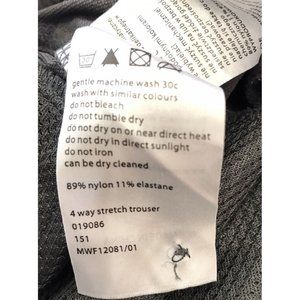 gentle machine wash 30c
wash with similar colours
do not bleach
do not tumble dry
do not dry on or near direct heat
do not dry in direct sunlight
do not iron
can be dry cleaned
89% nylon 11% elastane
4 way stretch trouser
019086
151
MWF12081/01